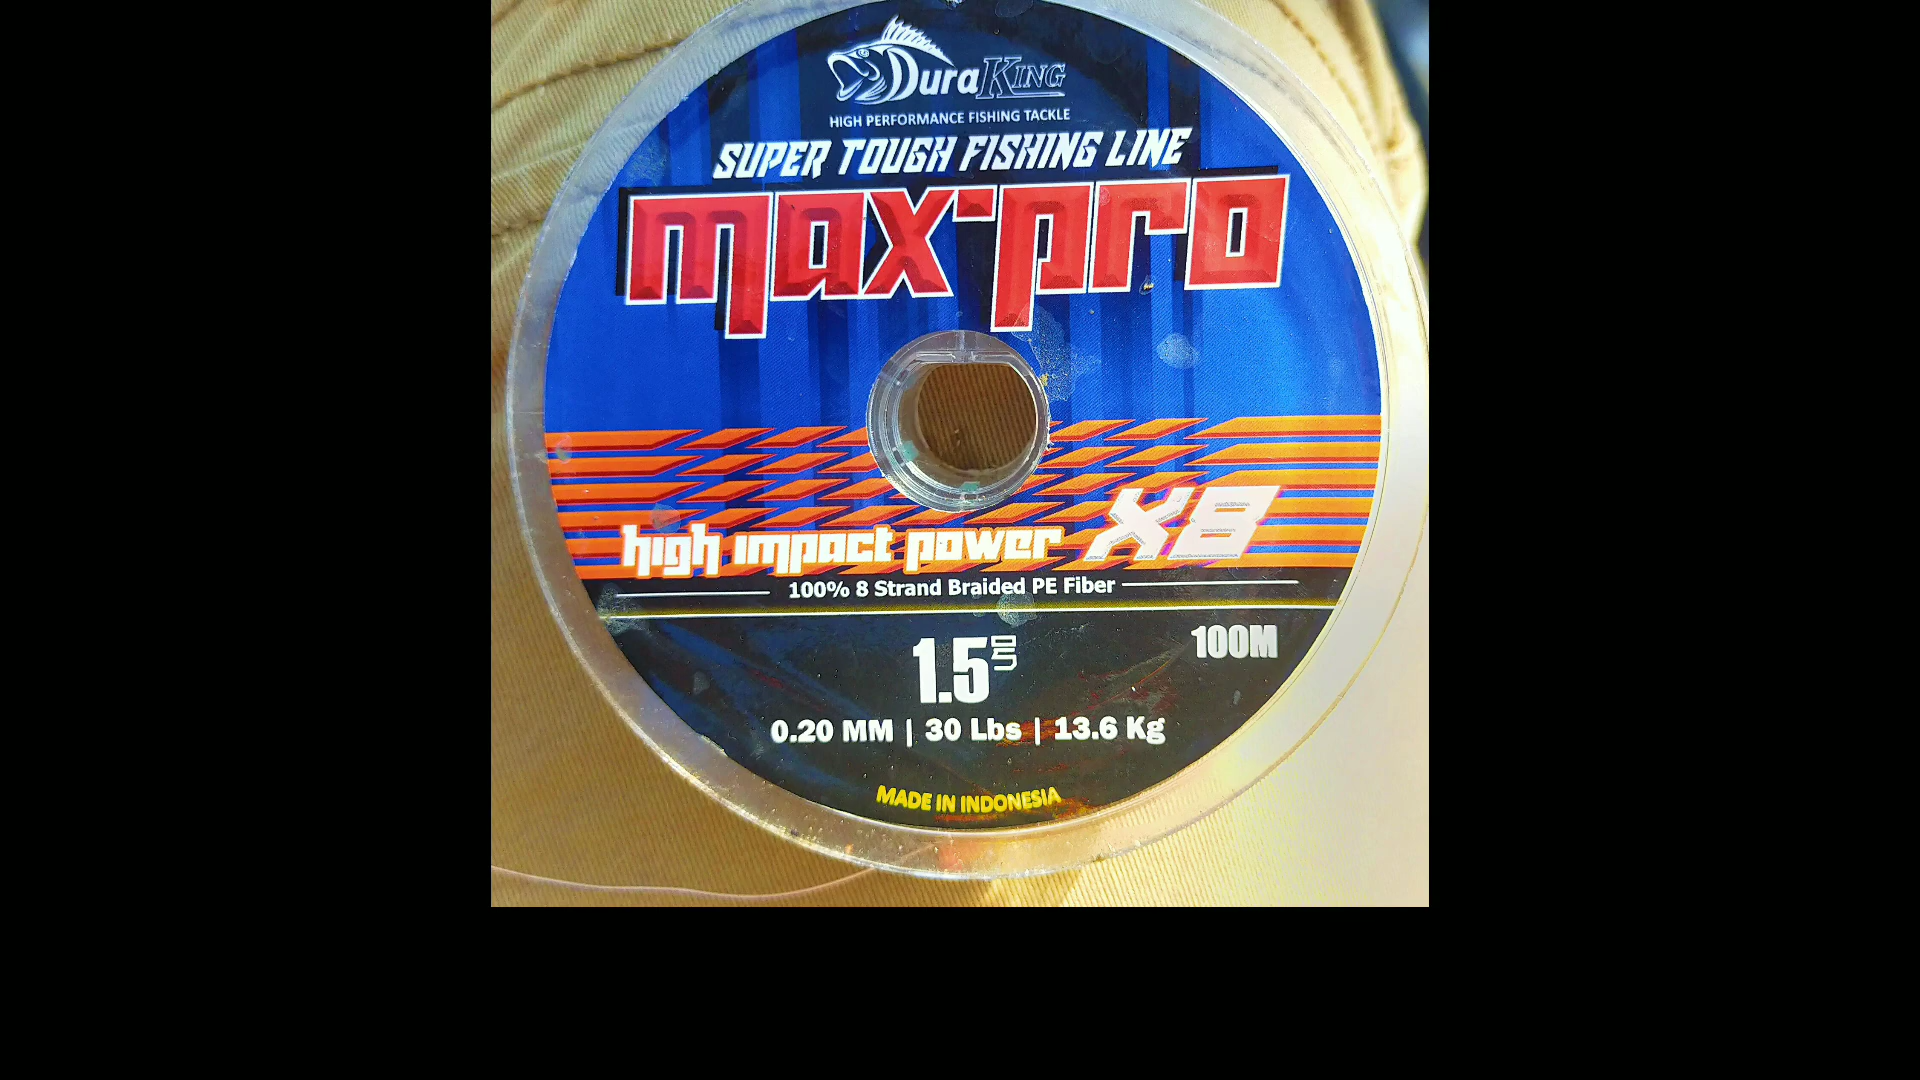 DuraKing
HIGH PERFORMANCE FISHING TACKLE
SUPER TOUGH FISHING LINE
max·pro
high impact power X8
100% 8 Strand Braided PE Fiber
1.5
100M
0.20 MM | 30 Lbs | 13.6 Kg
MADE IN INDONESIA